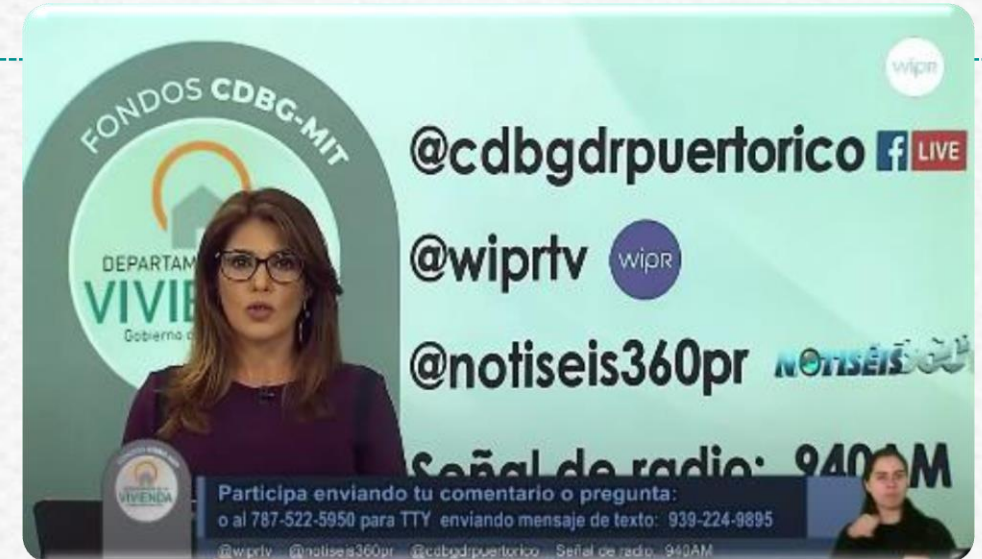 wipr
FONDOS CDBG-MIT
DEPARTAM
VIVIE
Gobierno d
@cdbgdrpuertorico f LIVE
@wiprtv wipr
@notiseis360pr NOTISEIS 360
Señal de radio: 940AM
VIVIENDA
Participa enviando tu comentario o pregunta:
o al 787-522-5950 para TTY enviando mensaje de texto: 939-224-9895
@wiprtv @notiseis360pr @cdbgdrpuertorico Señal de radio: 940AM